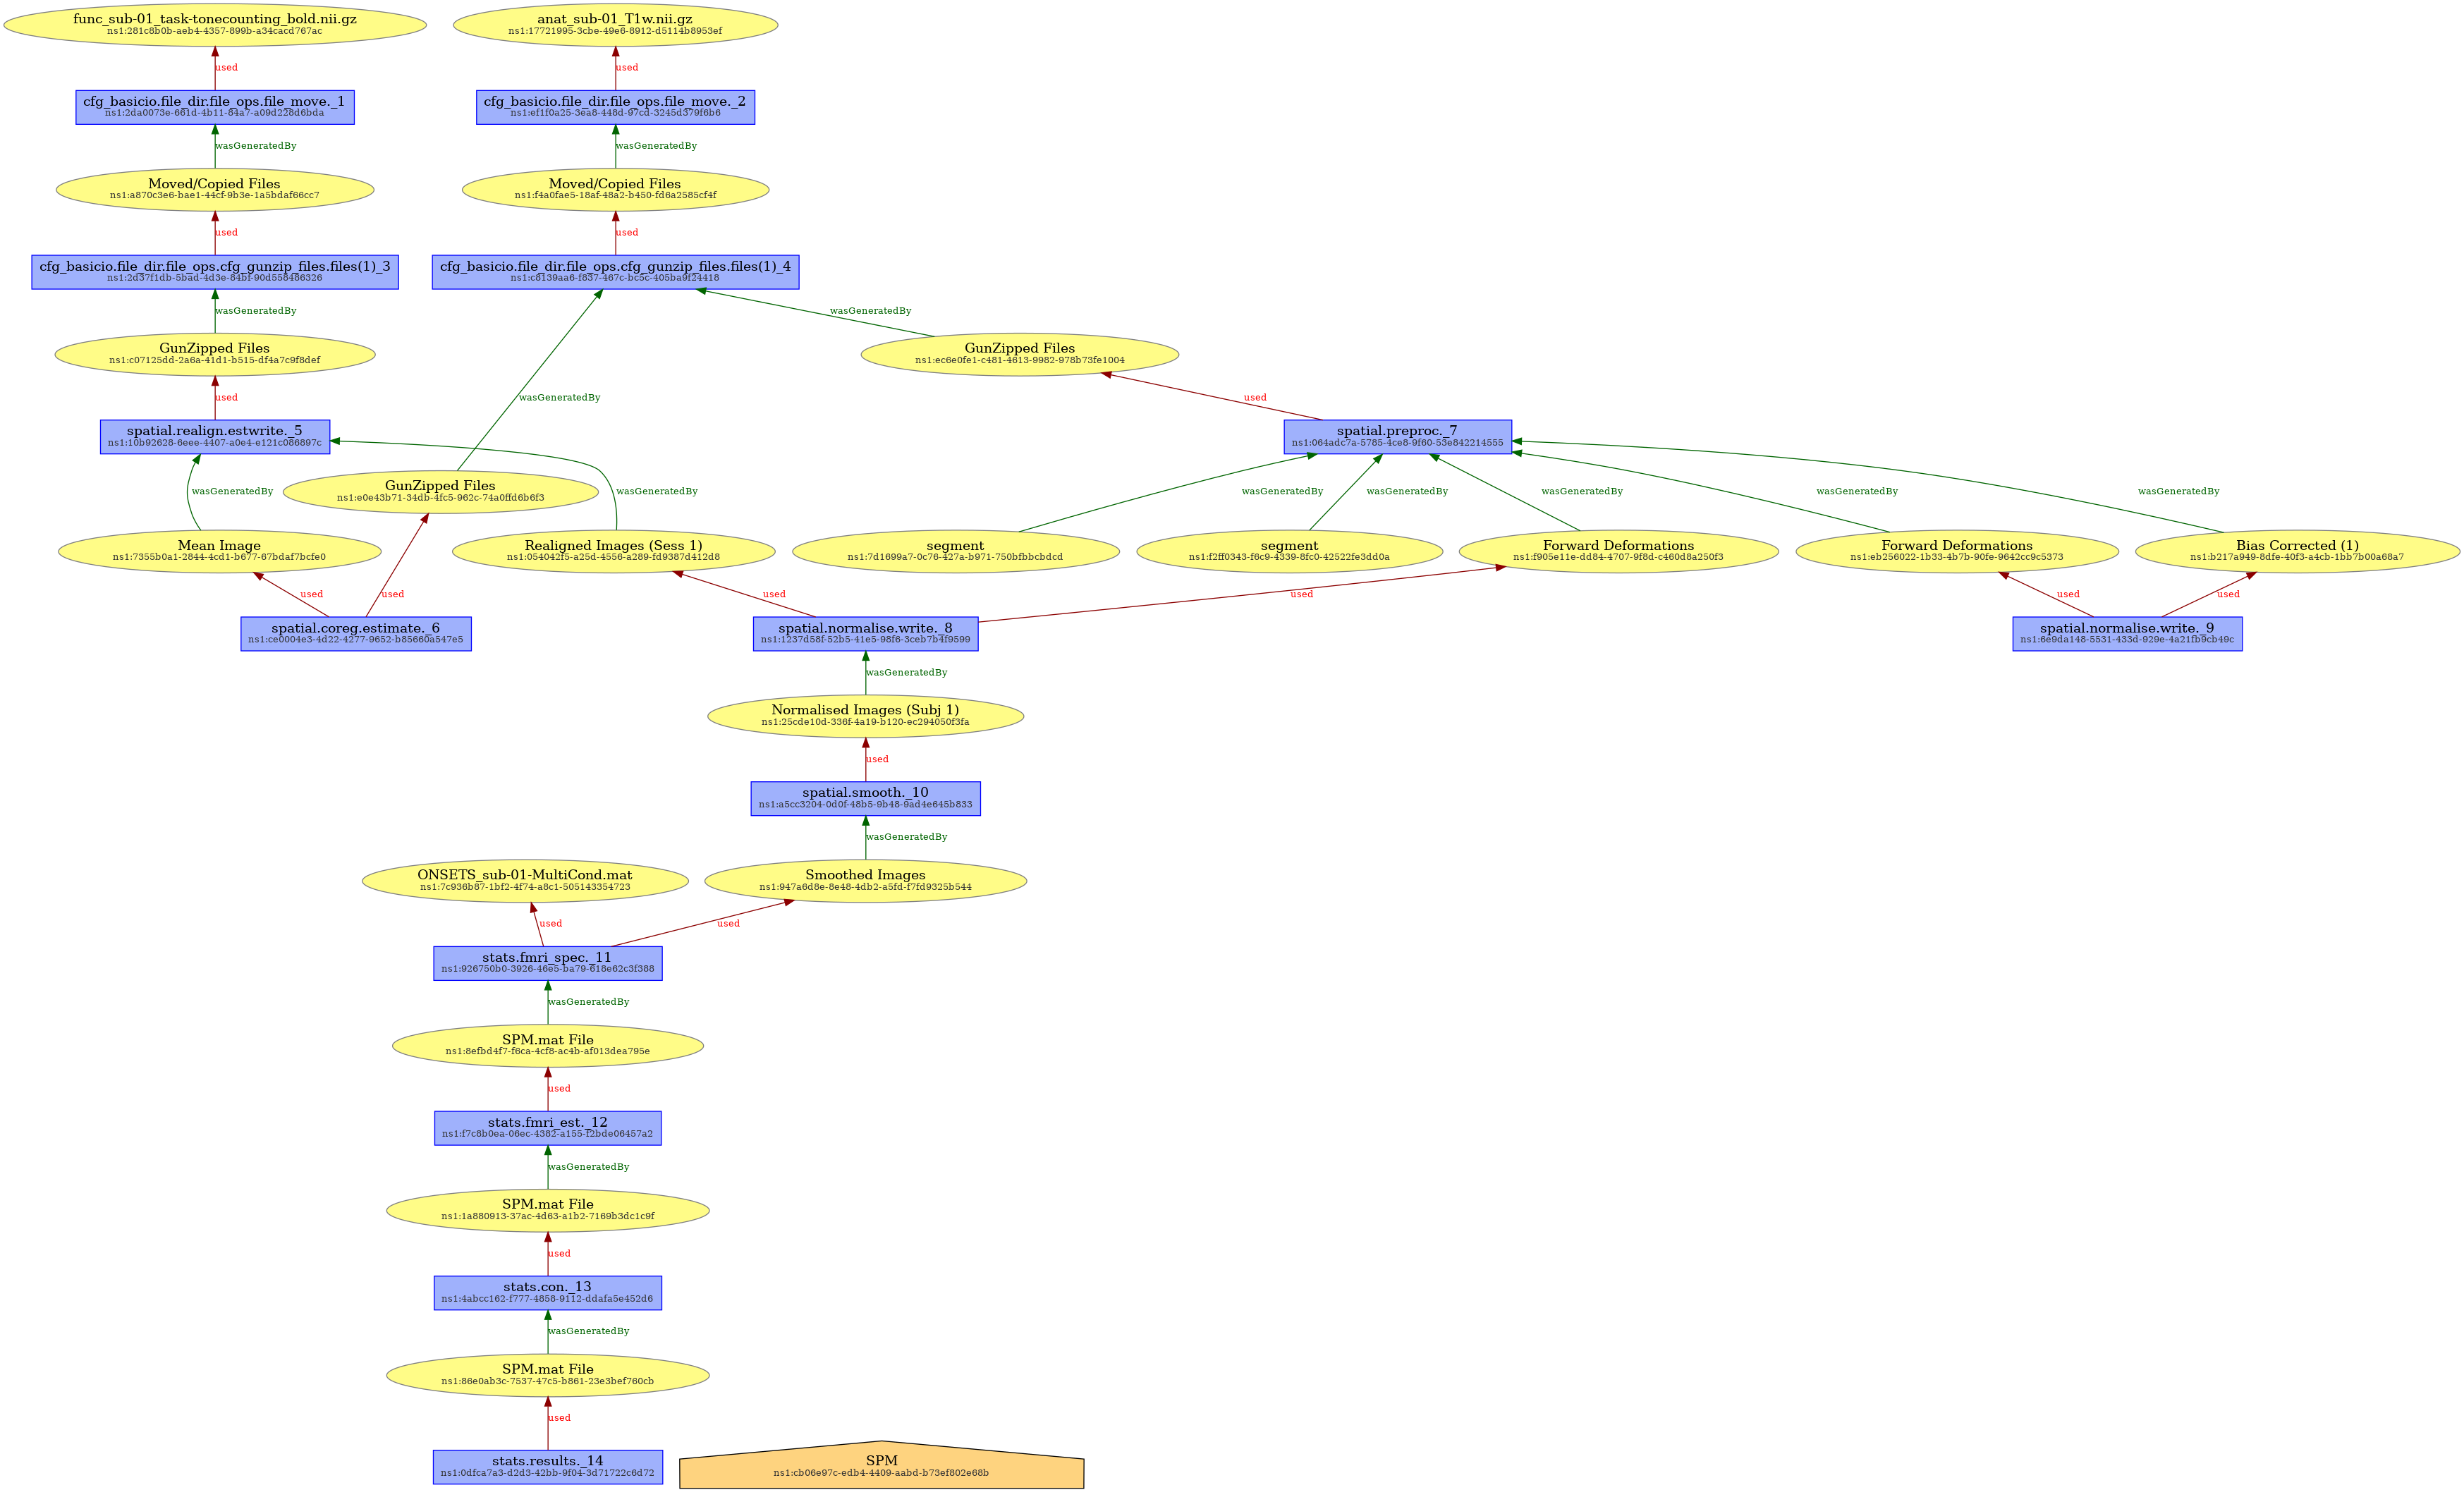 func_sub-01_task-tonecounting_bold.nii.gz
ns1:281c8b0b-aeb4-4357-899b-a34cacd767ac
anat_sub-01_T1w.nii.gz
ns1:17721995-3cbe-49e6-8912-d5114b8953ef
used
used
cfg_basicio.file_dir.file_ops.file_move._1
ns1:2da0073e-661d-4b11-84a7-a09d228d6bda
cfg_basicio.file_dir.file_ops.file_move._2
ns1:ef1f0a25-3ea8-448d-97cd-3245d379f6b6
wasGeneratedBy
wasGeneratedBy
Moved/Copied Files
ns1:a870c3e6-bae1-44cf-9b3e-1a5bdaf66cc7
Moved/Copied Files
ns1:f4a0fae5-18af-48a2-b450-fd6a2585cf4f
used
used
cfg_basicio.file_dir.file_ops.cfg_gunzip_files.files(1)_3
ns1:2d37f1db-5bad-4d3e-84bf-90d558486326
cfg_basicio.file_dir.file_ops.cfg_gunzip_files.files(1)_4
ns1:c8139aa6-f837-467c-bc5c-405ba9f24418
wasGeneratedBy
wasGeneratedBy
GunZipped Files
ns1:c07125dd-2a6a-41d1-b515-df4a7c9f8def
GunZipped Files
ns1:ec6e0fe1-c481-4613-9982-978b73fe1004
used
wasGeneratedBy
used
spatial.realign.estwrite._5
ns1:10b92628-6eee-4407-a0e4-e121c086897c
spatial.preproc._7
ns1:064adc7a-5785-4ce8-9f60-53e842214555
GunZipped Files
ns1:e0e43b71-34db-4fc5-962c-74a0ffd6b6f3
wasGeneratedBy
wasGeneratedBy
wasGeneratedBy
wasGeneratedBy
wasGeneratedBy
wasGeneratedBy
wasGeneratedBy
Mean Image
ns1:7355b0a1-2844-4cd1-b677-67bdaf7bcfe0
Realigned Images (Sess 1)
ns1:054042f5-a25d-4556-a289-fd9387d412d8
segment
ns1:7d1699a7-0c76-427a-b971-750bfbbcbdcd
segment
ns1:f2ff0343-f6c9-4339-8fc0-42522fe3dd0a
Forward Deformations
ns1:f905e11e-dd84-4707-9f8d-c460d8a250f3
Forward Deformations
ns1:eb256022-1b33-4b7b-90fe-9642cc9c5373
Bias Corrected (1)
ns1:b217a949-8dfe-40f3-a4cb-1bb7b00a68a7
used
used
used
used
used
used
spatial.coreg.estimate._6
ns1:ce0004e3-4d22-4277-9652-b85660a547e5
spatial.normalise.write._8
ns1:1237d58f-52b5-41e5-98f6-3ceb7b4f9599
spatial.normalise.write._9
ns1:6e9da148-5531-433d-929e-4a21fb9cb49c
wasGeneratedBy
Normalised Images (Subj 1)
ns1:25cde10d-336f-4a19-b120-ec294050f3fa
used
spatial.smooth._10
ns1:a5cc3204-0d0f-48b5-9b48-9ad4e645b833
wasGeneratedBy
ONSETS_sub-01-MultiCond.mat
ns1:7c936b87-1bf2-4f74-a8c1-505143354723
Smoothed Images
ns1:947a6d8e-8e48-4db2-a5fd-f7fd9325b544
used
used
stats.fmri_spec._11
ns1:926750b0-3926-46e5-ba79-618e62c3f388
wasGeneratedBy
SPM.mat File
ns1:8efbd4f7-f6ca-4cf8-ac4b-af013dea795e
used
stats.fmri_est._12
ns1:f7c8b0ea-06ec-4382-a155-f2bde06457a2
wasGeneratedBy
SPM.mat File
ns1:1a880913-37ac-4d63-a1b2-7169b3dc1c9f
used
stats.con._13
ns1:4abcc162-f777-4858-9112-ddafa5e452d6
wasGeneratedBy
SPM.mat File
ns1:86e0ab3c-7537-47c5-b861-23e3bef760cb
used
stats.results._14
ns1:0dfca7a3-d2d3-42bb-9f04-3d71722c6d72
SPM
ns1:cb06e97c-edb4-4409-aabd-b73ef802e68b